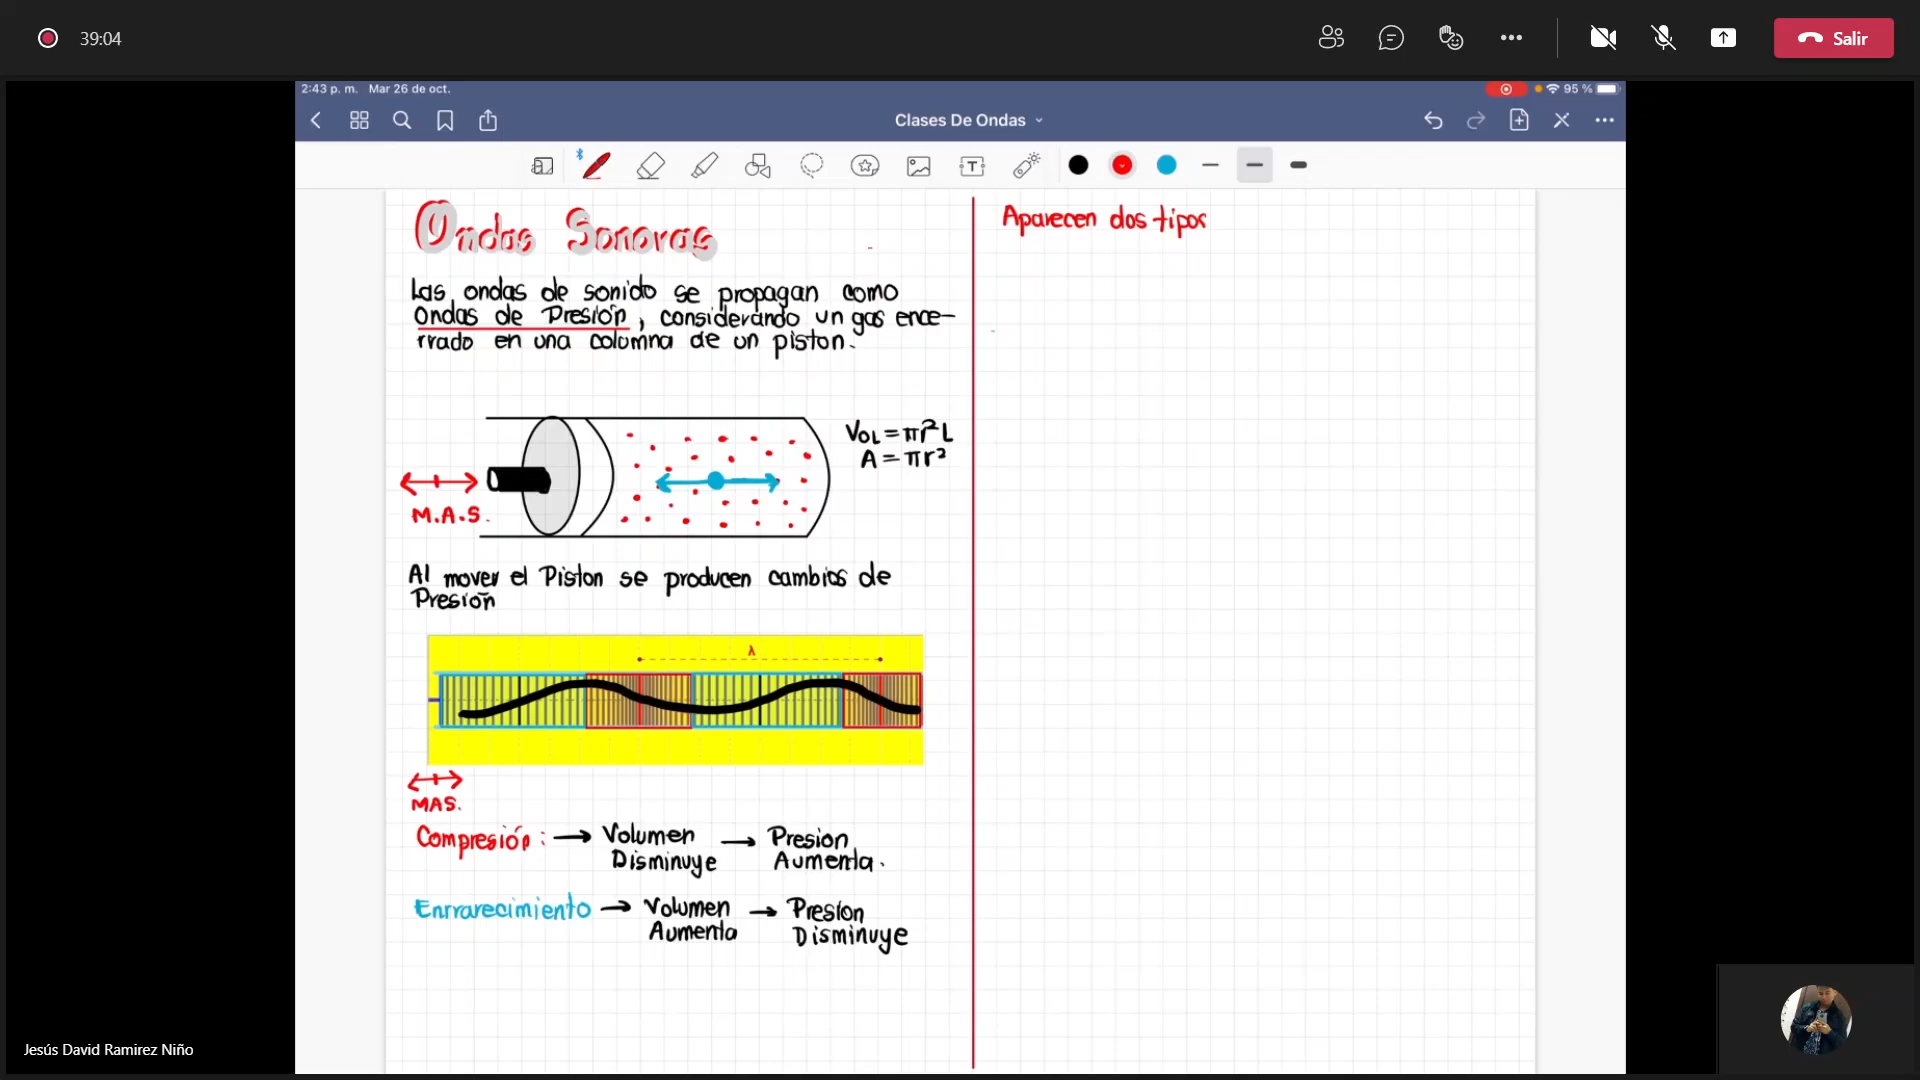 39:04
Salir
2:43 p. m. Mar 26 de oct.
95 %
Clases De Ondas
T
Ondas Sonoras
Las ondas de sonido se propagan como
Ondas de Presión, considerando un gas ence-
rrado en una columna de un piston.
M.A.S.
VOL = πr²L
A = πr²
Al mover el Piston se producen cambios de
Presión
λ
MAS.
Compresión: → Volumen → Presion
Disminuye Aumenta.
Enrrarecimiento → Volumen → Presion
Aumenta Disminuye
Aparecen dos tipos
Jesús David Ramirez Niño